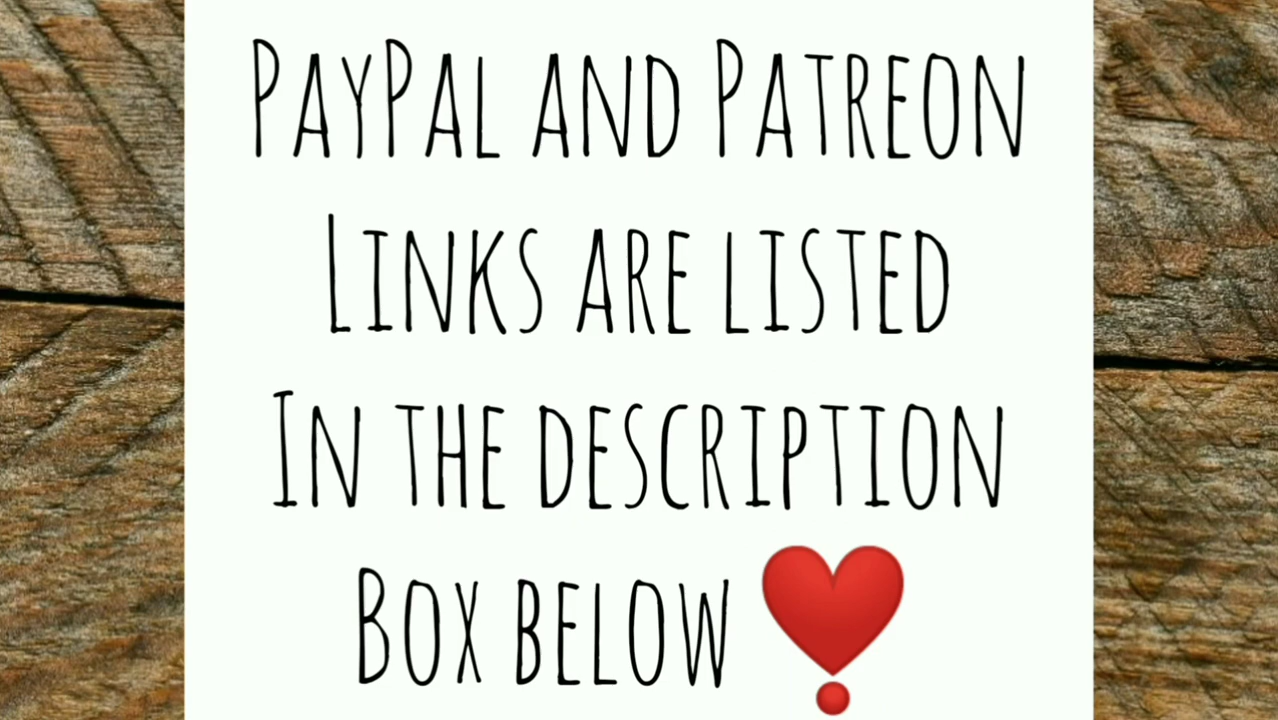 PayPal and Patreon
Links are listed
In the description
Box below ❣